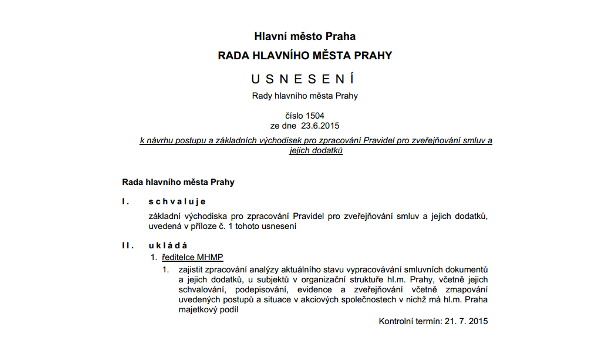 Hlavní město Praha
RADA HLAVNÍHO MĚSTA PRAHY
U S N E S E N Í
Rady hlavního města Prahy
číslo 1504
ze dne 23.6.2015
k návrhu postupu a základních východisek pro zpracování Pravidel pro zveřejňování smluv a
jejich dodatků
Rada hlavního města Prahy
I. s c h v a l u j e
základní východiska pro zpracování Pravidel pro zveřejňování smluv a jejich dodatků,
uvedená v příloze č. 1 tohoto usnesení
II. u k l á d á
1. ředitelce MHMP
1. zajistit zpracování analýzy aktuálního stavu vypracovávání smluvních dokumentů
a jejich dodatků, u subjektů v organizační struktuře hl.m. Prahy, včetně jejich
schvalování, podepisování, evidence a zveřejňování včetně zmapování
uvedených postupů a situace v akciových společnostech v nichž má hl.m. Praha
majetkový podíl
Kontrolní termín: 21. 7. 2015